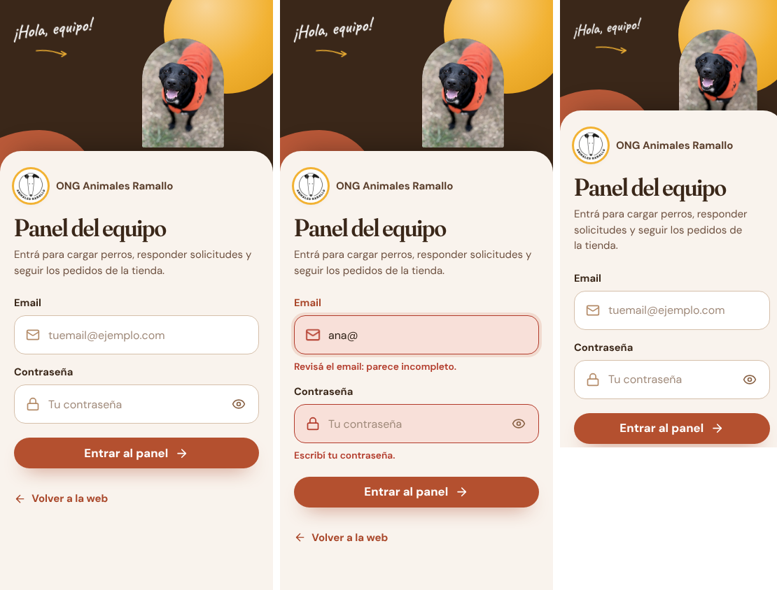 ¡Hola, equipo!
ONG Animales Ramallo
Panel del equipo
Entrá para cargar perros, responder solicitudes y
seguir los pedidos de la tienda.
Email
tuemail@ejemplo.com
Contraseña
Tu contraseña
Entrar al panel
Volver a la web
¡Hola, equipo!
ONG Animales Ramallo
Panel del equipo
Entrá para cargar perros, responder solicitudes y
seguir los pedidos de la tienda.
Email
ana@
Revisá el email: parece incompleto.
Contraseña
Tu contraseña
Escribí tu contraseña.
Entrar al panel
Volver a la web
¡Hola, equipo!
ONG Animales Ramallo
Panel del equipo
Entrá para cargar perros, responder
solicitudes y seguir los pedidos de
la tienda.
Email
tuemail@ejemplo.com
Contraseña
Tu contraseña
Entrar al panel